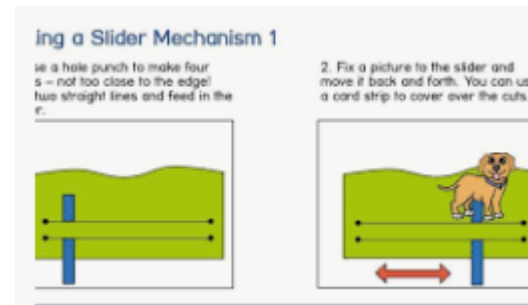 ing a Slider Mechanism 1
se a hole punch to make four
s – not too close to the edge!
two straight lines and feed in the
r.
2. Fix a picture to the slider and
move it back and forth. You can us
a card strip to cover over the cuts.